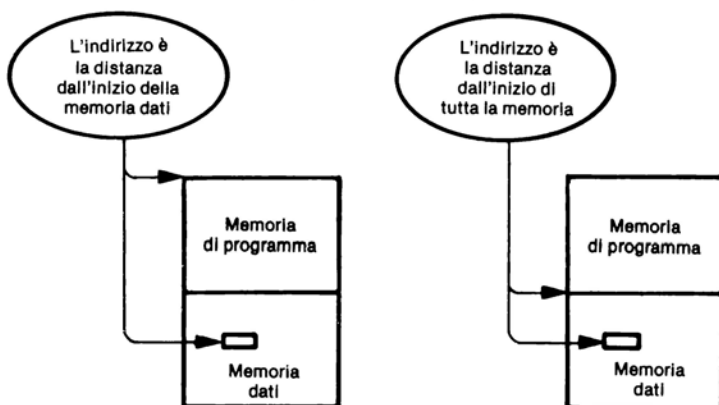 L'indirizzo è
la distanza
dall'inizio della
memoria dati
L'indirizzo è
la distanza
dall'inizio di
tutta la memoria
Memoria
di programma
Memoria
dati
Memoria
di programma
Memoria
dati